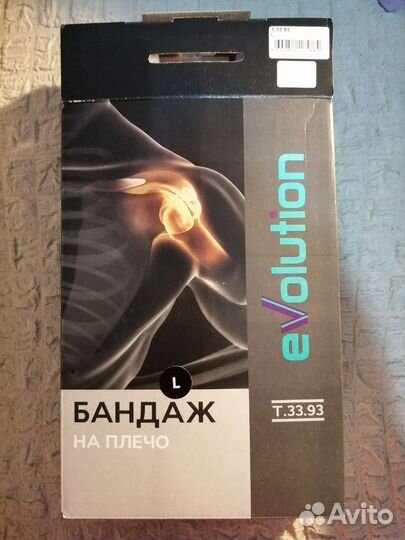 T.33.93
L
evolution
L
БАНДАЖ
НА ПЛЕЧО
T.33.93
Avito